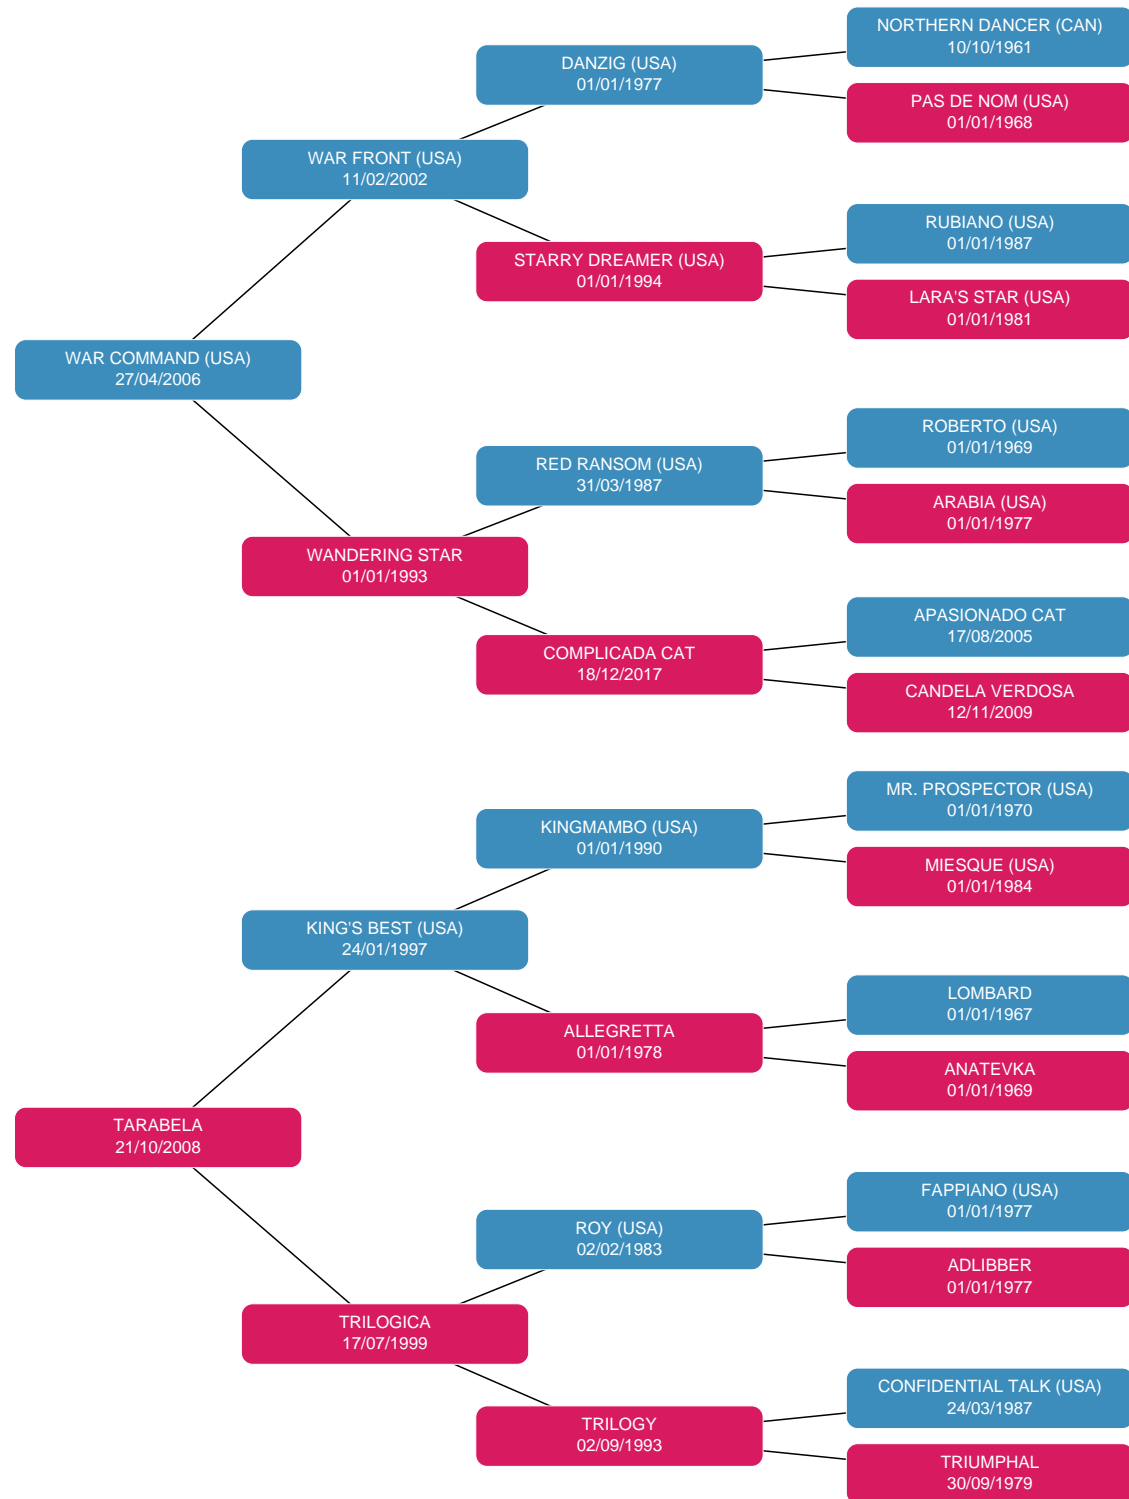 NORTHERN DANCER (CAN)
10/10/1961
DANZIG (USA)
01/01/1977
PAS DE NOM (USA)
01/01/1968
WAR FRONT (USA)
11/02/2002
RUBIANO (USA)
01/01/1987
STARRY DREAMER (USA)
01/01/1994
LARA'S STAR (USA)
01/01/1981
WAR COMMAND (USA)
27/04/2006
ROBERTO (USA)
01/01/1969
RED RANSOM (USA)
31/03/1987
ARABIA (USA)
01/01/1977
WANDERING STAR
01/01/1993
APASIONADO CAT
17/08/2005
COMPLICADA CAT
18/12/2017
CANDELA VERDOSA
12/11/2009
MR. PROSPECTOR (USA)
01/01/1970
KINGMAMBO (USA)
01/01/1990
MIESQUE (USA)
01/01/1984
KING'S BEST (USA)
24/01/1997
LOMBARD
01/01/1967
ALLEGRETTA
01/01/1978
ANATEVKA
01/01/1969
TARABELA
21/10/2008
FAPPIANO (USA)
01/01/1977
ROY (USA)
02/02/1983
ADLIBBER
01/01/1977
TRILOGICA
17/07/1999
CONFIDENTIAL TALK (USA)
24/03/1987
TRILOGY
02/09/1993
TRIUMPHAL
30/09/1979